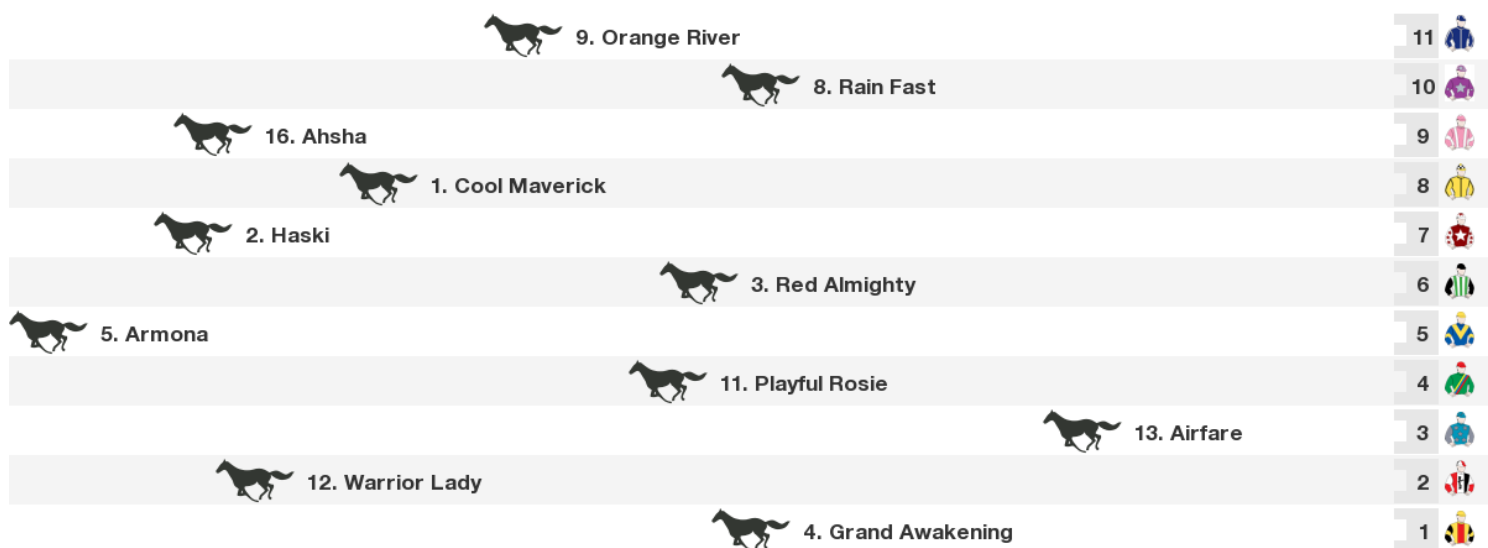 9. Orange River 11
8. Rain Fast 10
16. Ahsha 9
1. Cool Maverick 8
2. Haski 7
3. Red Almighty 6
5. Armona 5
11. Playful Rosie 4
13. Airfare 3
12. Warrior Lady 2
4. Grand Awakening 1